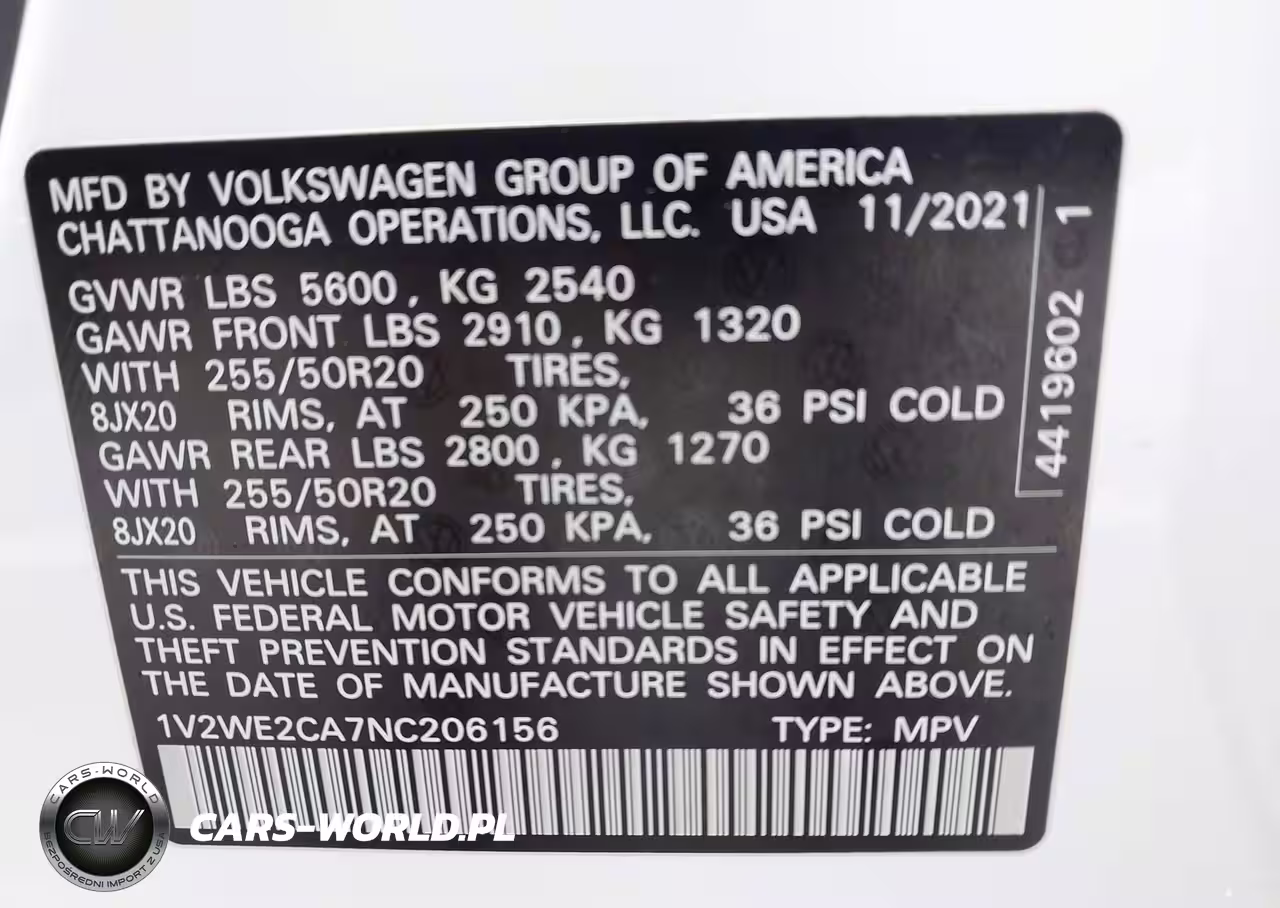 MFD BY VOLKSWAGEN GROUP OF AMERICA
CHATTANOOGA OPERATIONS, LLC. USA 11/2021
GVWR LBS 5600, KG 2540
GAWR FRONT LBS 2910, KG 1320
WITH 255/50R20 TIRES,
8JX20 RIMS, AT 250 KPA, 36 PSI COLD
GAWR REAR LBS 2800, KG 1270
WITH 255/50R20 TIRES,
8JX20 RIMS, AT 250 KPA, 36 PSI COLD
4419602 1
THIS VEHICLE CONFORMS TO ALL APPLICABLE
U.S. FEDERAL MOTOR VEHICLE SAFETY AND
THEFT PREVENTION STANDARDS IN EFFECT ON
THE DATE OF MANUFACTURE SHOWN ABOVE.
1V2WE2CA7NC206156 TYPE: MPV
CARS-WORLD
CW
BEZPOŚREDNI IMPORT Z USA
CARS-WORLD.PL